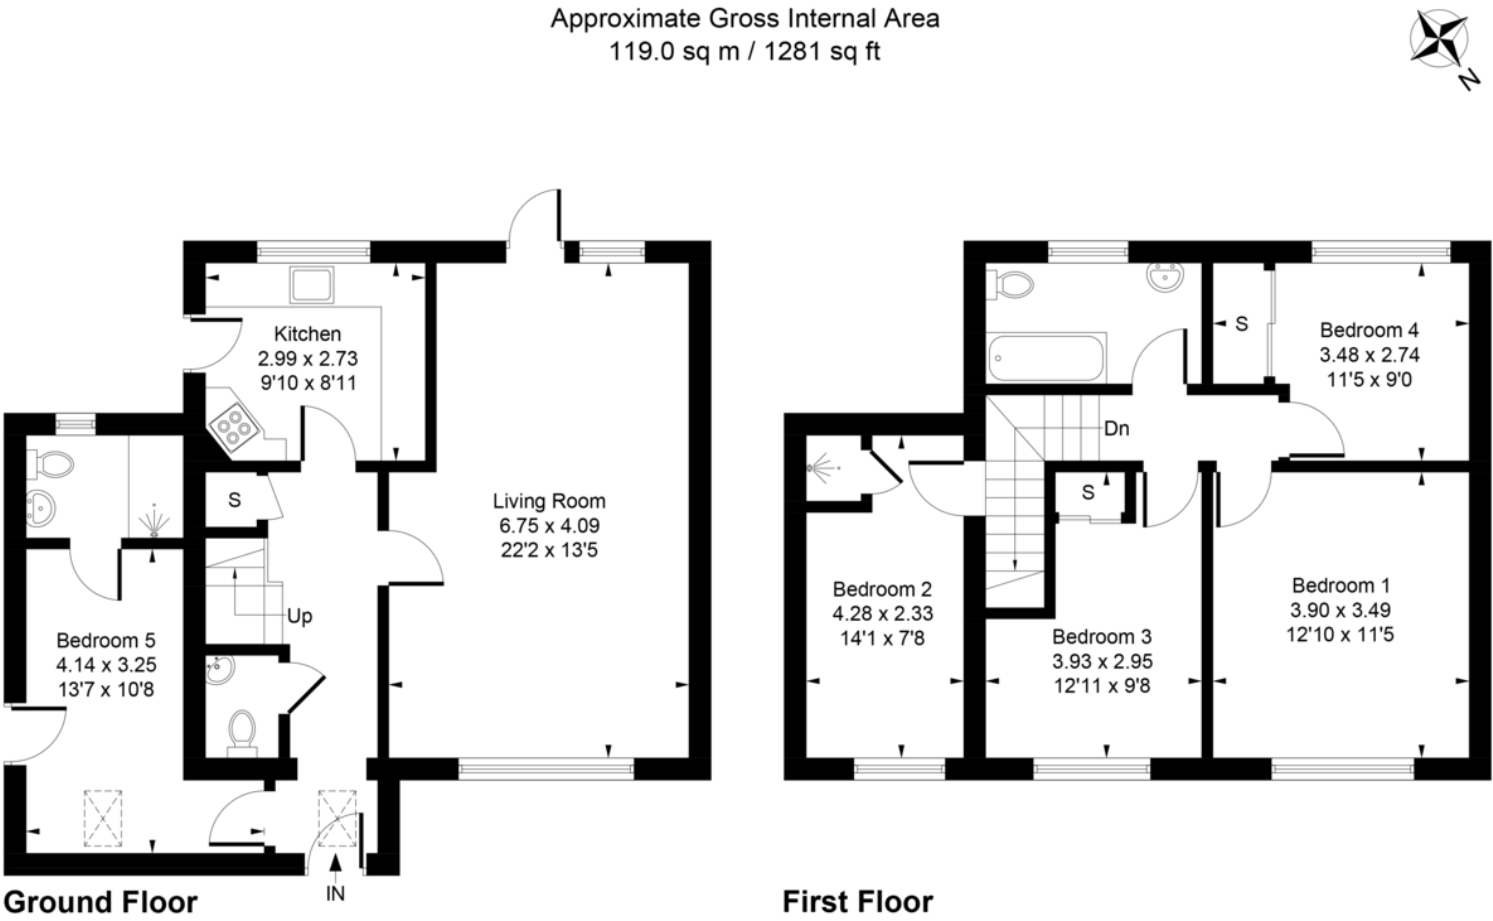 Approximate Gross Internal Area
119.0 sq m / 1281 sq ft
N
Kitchen
2.99 x 2.73
9'10 x 8'11
S
Living Room
6.75 x 4.09
22'2 x 13'5
Up
Bedroom 5
4.14 x 3.25
13'7 x 10'8
IN
Ground Floor
S
Bedroom 4
3.48 x 2.74
11'5 x 9'0
Dn
S
Bedroom 2
4.28 x 2.33
14'1 x 7'8
Bedroom 3
3.93 x 2.95
12'11 x 9'8
Bedroom 1
3.90 x 3.49
12'10 x 11'5
First Floor